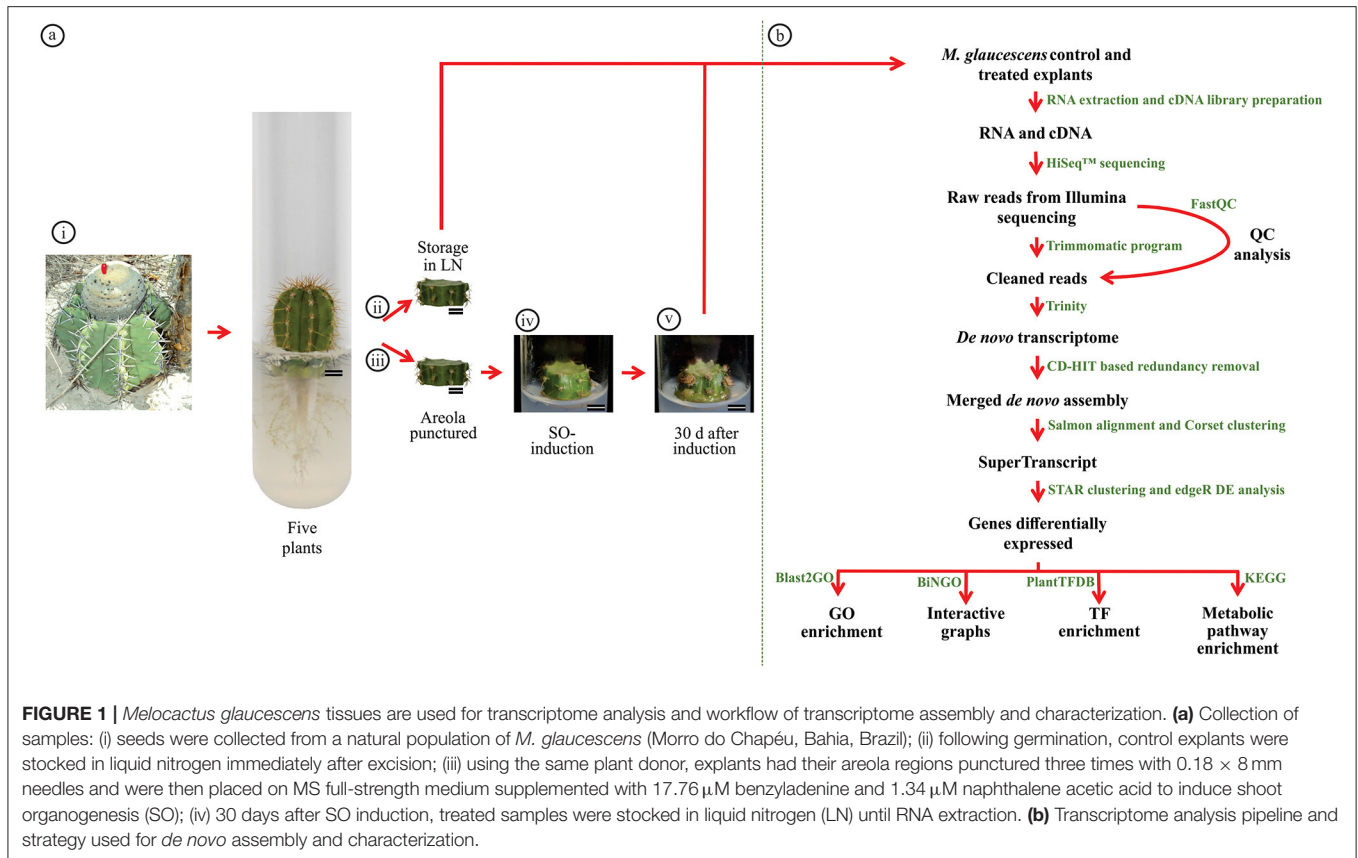 a
i
Five
plants
ii
iii
Storage
in LN
Areola
punctured
iv
SO-
induction
v
30 d after
induction
b
M. glaucescens control and
treated explants
RNA extraction and cDNA library preparation
RNA and cDNA
HiSeq™ sequencing
Raw reads from Illumina
sequencing
FastQC
QC
analysis
Trimmomatic program
Cleaned reads
Trinity
De novo transcriptome
CD-HIT based redundancy removal
Merged de novo assembly
Salmon alignment and Corset clustering
SuperTranscript
STAR clustering and edgeR DE analysis
Genes differentially
expressed
Blast2GO
GO
enrichment
BiNGO
Interactive
graphs
PlantTFDB
TF
enrichment
KEGG
Metabolic
pathway
enrichment
FIGURE 1 | Melocactus glaucescens tissues are used for transcriptome analysis and workflow of transcriptome assembly and characterization. (a) Collection of
samples: (i) seeds were collected from a natural population of M. glaucescens (Morro do Chapéu, Bahia, Brazil); (ii) following germination, control explants were
stocked in liquid nitrogen immediately after excision; (iii) using the same plant donor, explants had their areola regions punctured three times with 0.18 × 8 mm
needles and were then placed on MS full-strength medium supplemented with 17.76 μM benzyladenine and 1.34 μM naphthalene acetic acid to induce shoot
organogenesis (SO); (iv) 30 days after SO induction, treated samples were stocked in liquid nitrogen (LN) until RNA extraction. (b) Transcriptome analysis pipeline and
strategy used for de novo assembly and characterization.